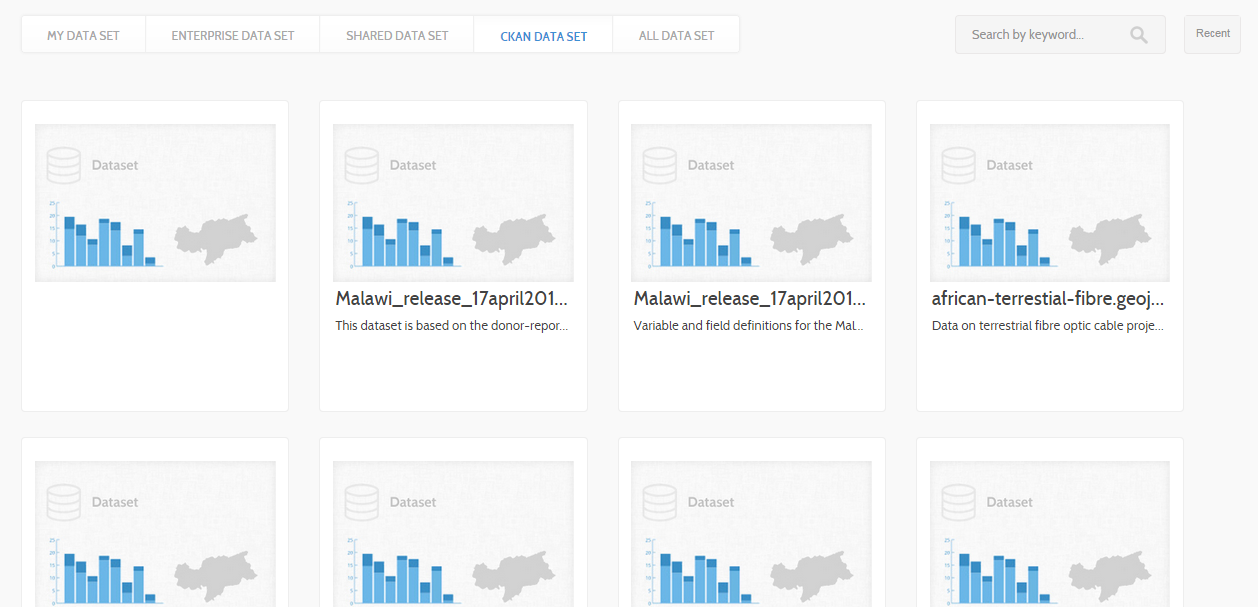 MY DATA SET
ENTERPRISE DATA SET
SHARED DATA SET
CKAN DATA SET
ALL DATA SET
Search by keyword...
Recent
Dataset
25
20
15
10
5
0
Dataset
25
20
15
10
5
0
Malawi_release_17april201...
This dataset is based on the donor-repor...
Dataset
25
20
15
10
5
0
Malawi_release_17april201...
Variable and field definitions for the Mal...
Dataset
25
20
15
10
5
0
african-terrestial-fibre.geoj...
Data on terrestrial fibre optic cable proje...
Dataset
25
20
15
10
5
0
Dataset
25
20
15
10
5
0
Dataset
25
20
15
10
5
0
Dataset
25
20
15
10
5
0